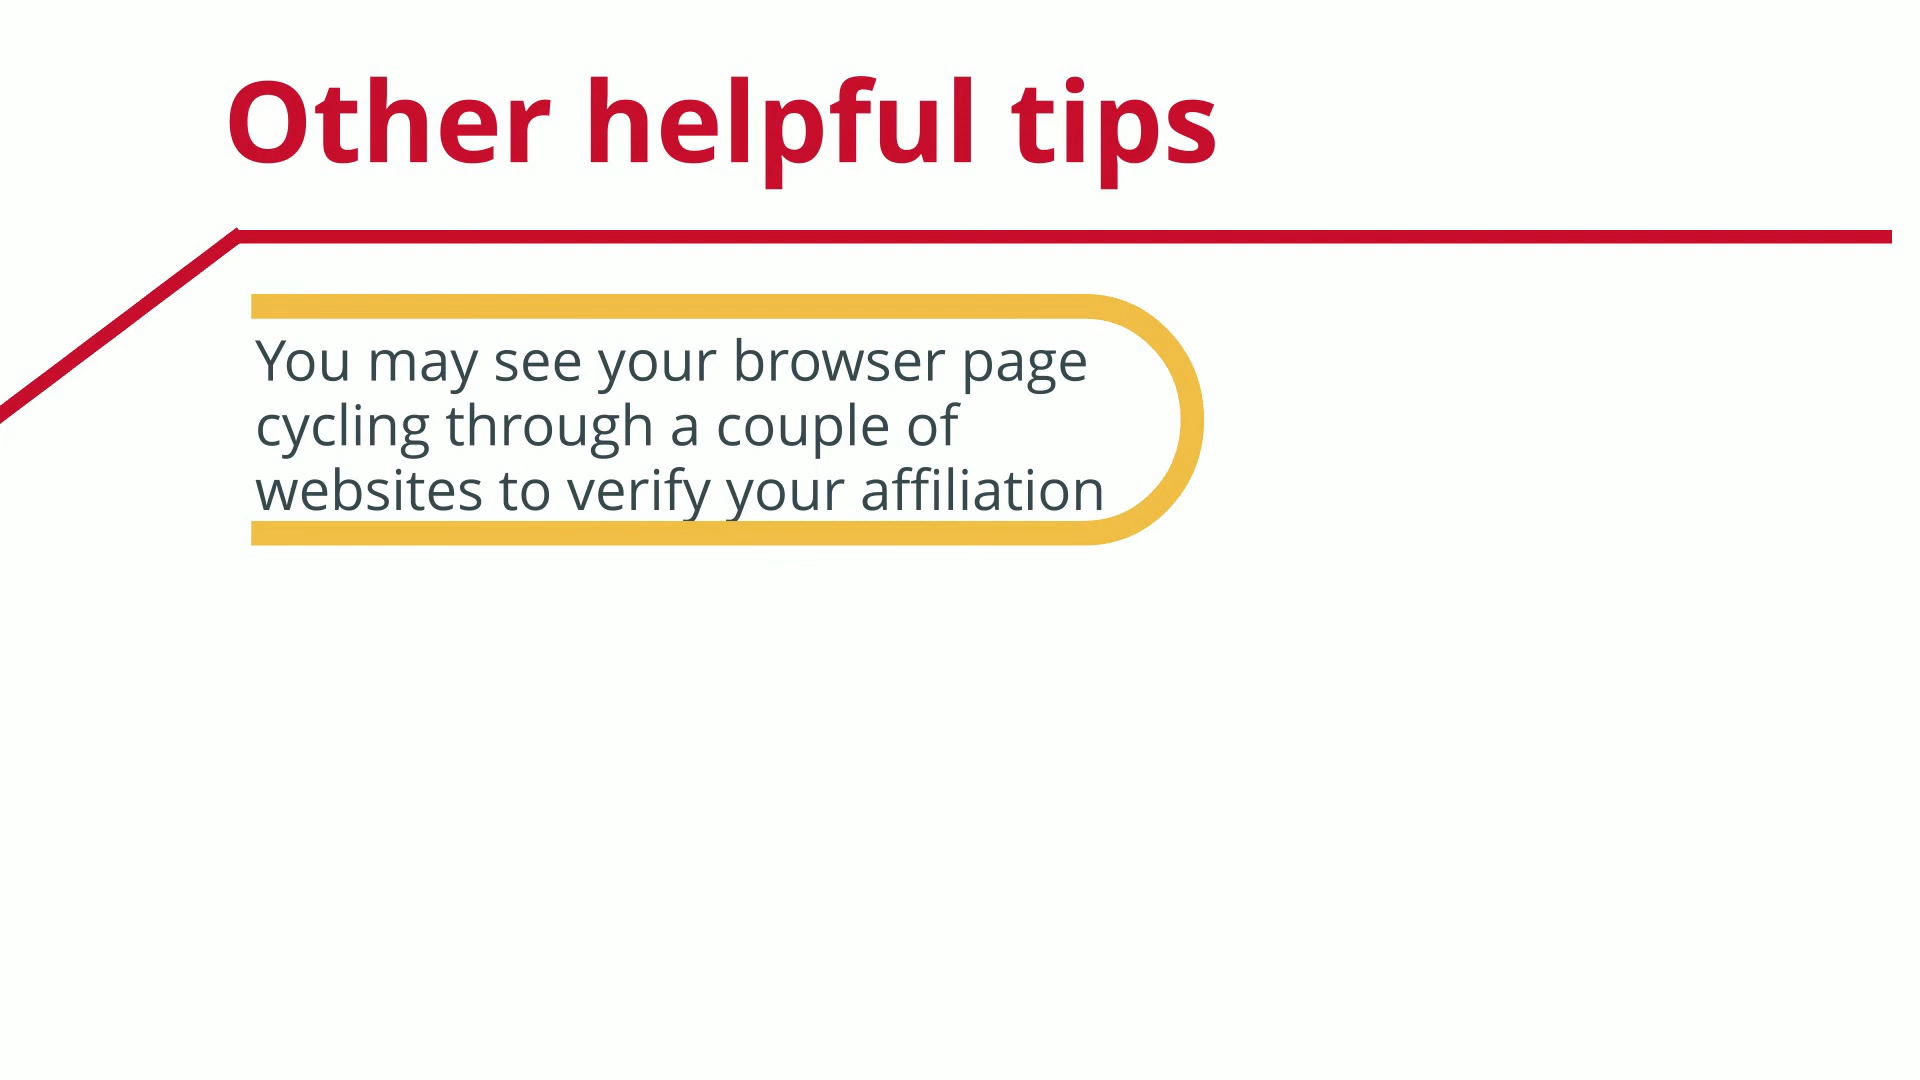 Other helpful tips
You may see your browser page
cycling through a couple of
websites to verify your affiliation